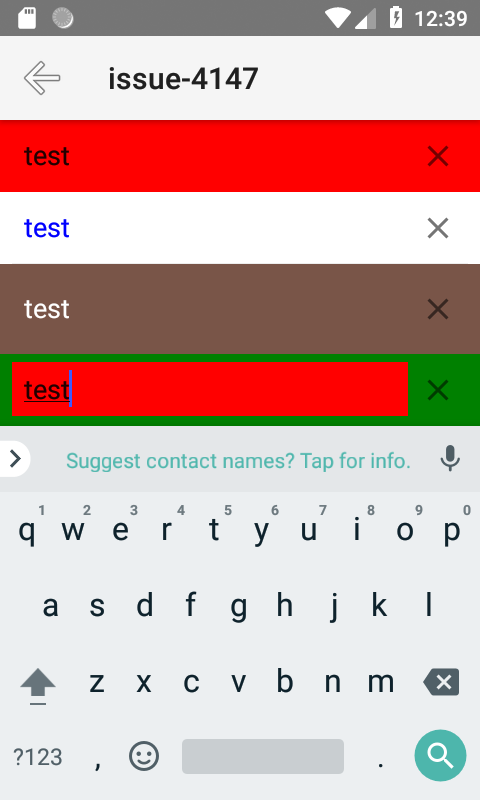 12:39
issue-4147
test
test
test
test
Suggest contact names? Tap for info.
1 2 3 4 5 6 7 8 9 0
q w e r t y u i o p
a s d f g h j k l
z x c v b n m
?123 , .